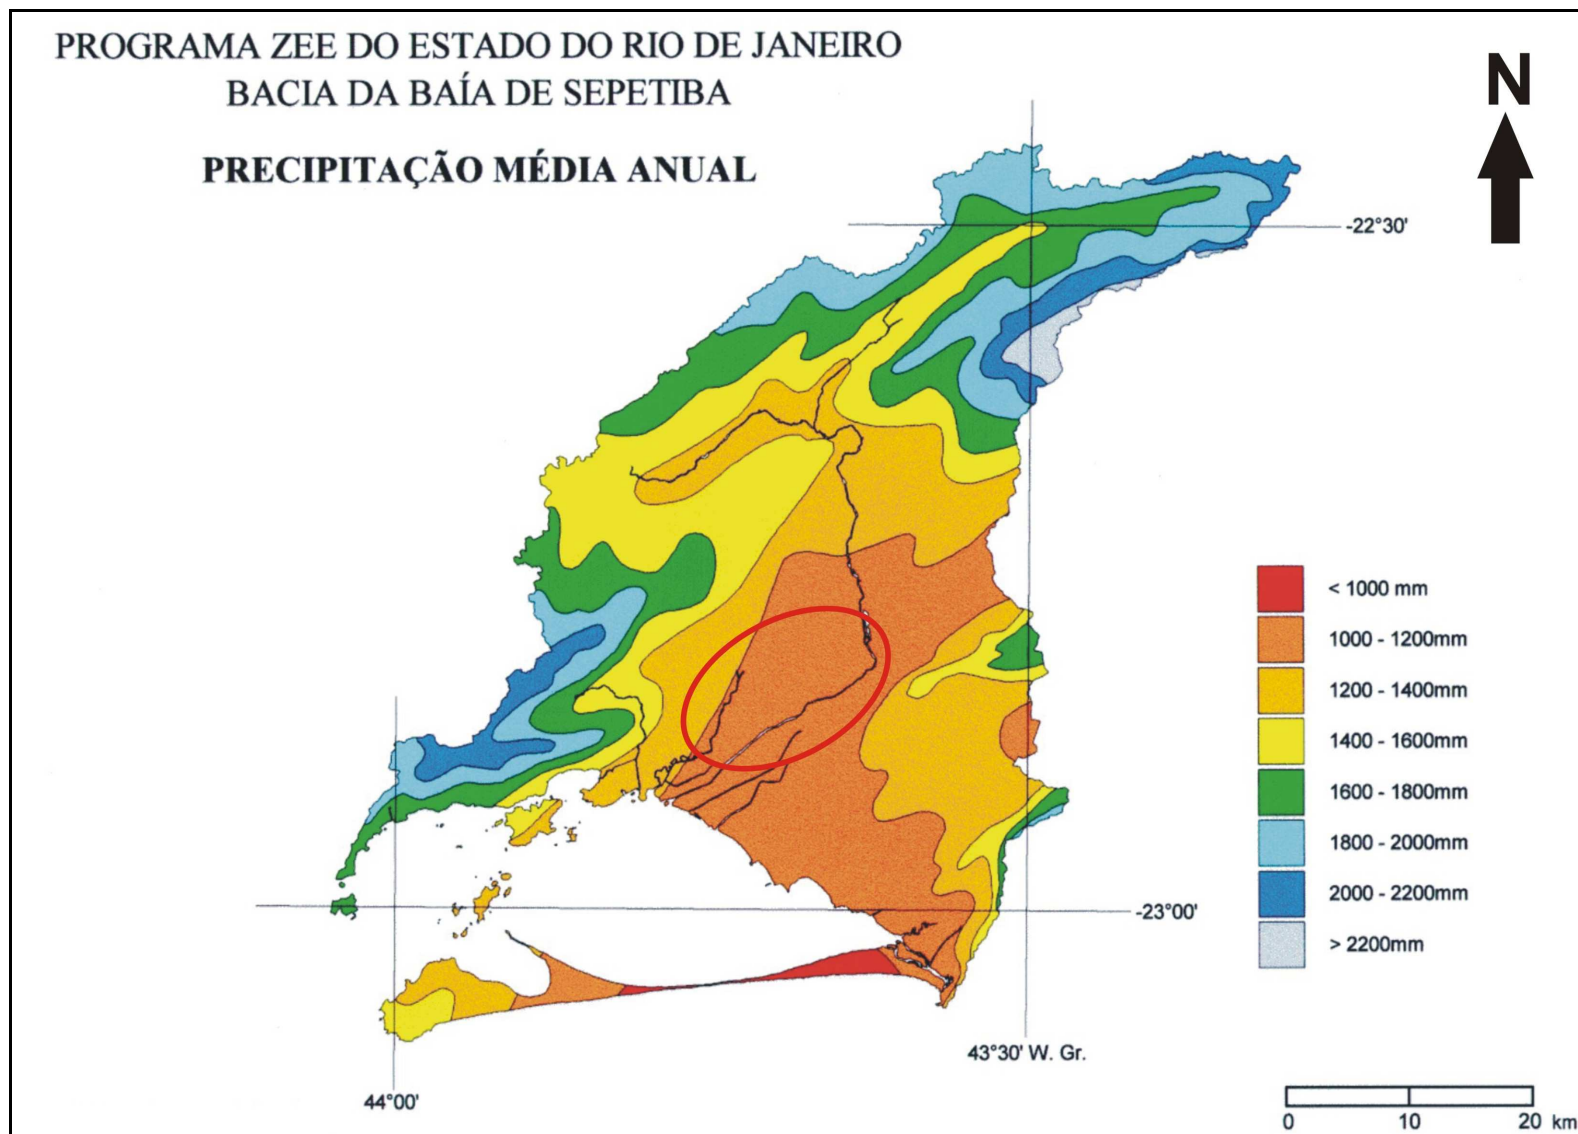 PROGRAMA ZEE DO ESTADO DO RIO DE JANEIRO
BACIA DA BAÍA DE SEPETIBA
PRECIPITAÇÃO MÉDIA ANUAL
N
-22°30'
< 1000 mm
1000 - 1200mm
1200 - 1400mm
1400 - 1600mm
1600 - 1800mm
1800 - 2000mm
2000 - 2200mm
> 2200mm
-23°00'
43°30' W. Gr.
44°00'
0 10 20 km